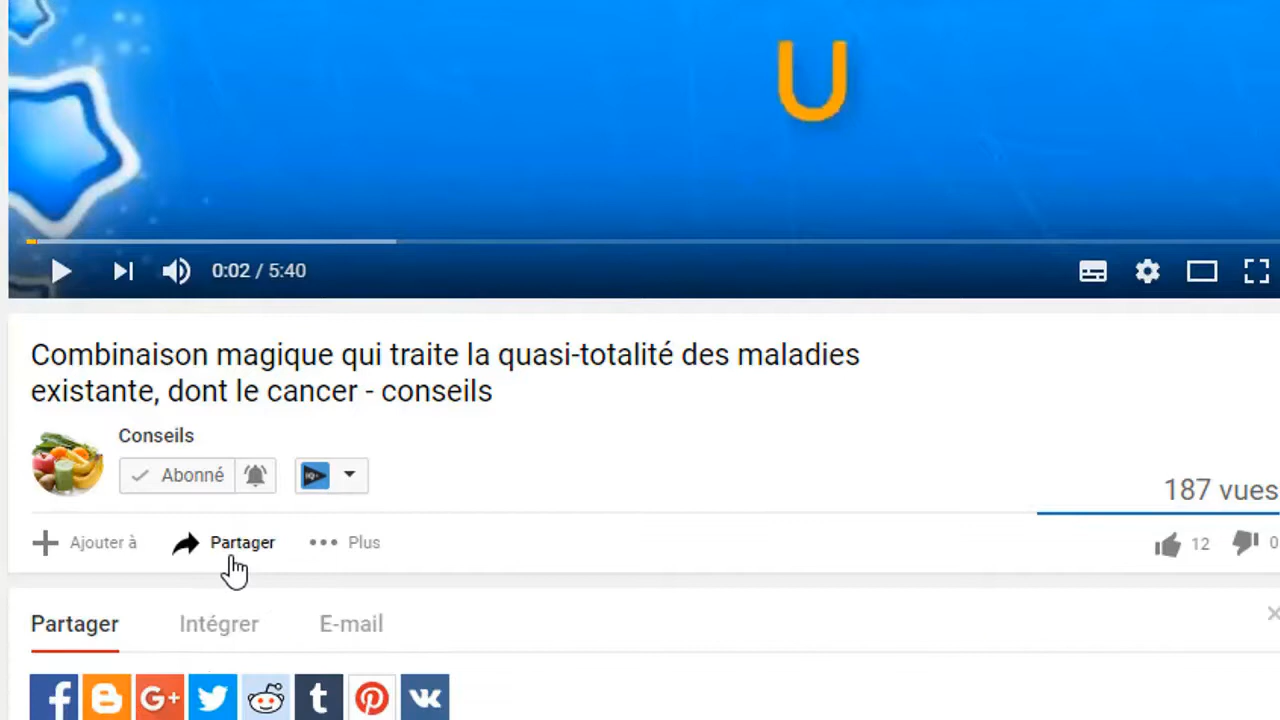 U
0:02 / 5:40
Combinaison magique qui traite la quasi-totalité des maladies
existante, dont le cancer - conseils
Conseils
Abonné
187 vues
Ajouter à
Partager
Plus
12
0
Partager
Intégrer
E-mail
f
B
G+
t
VK